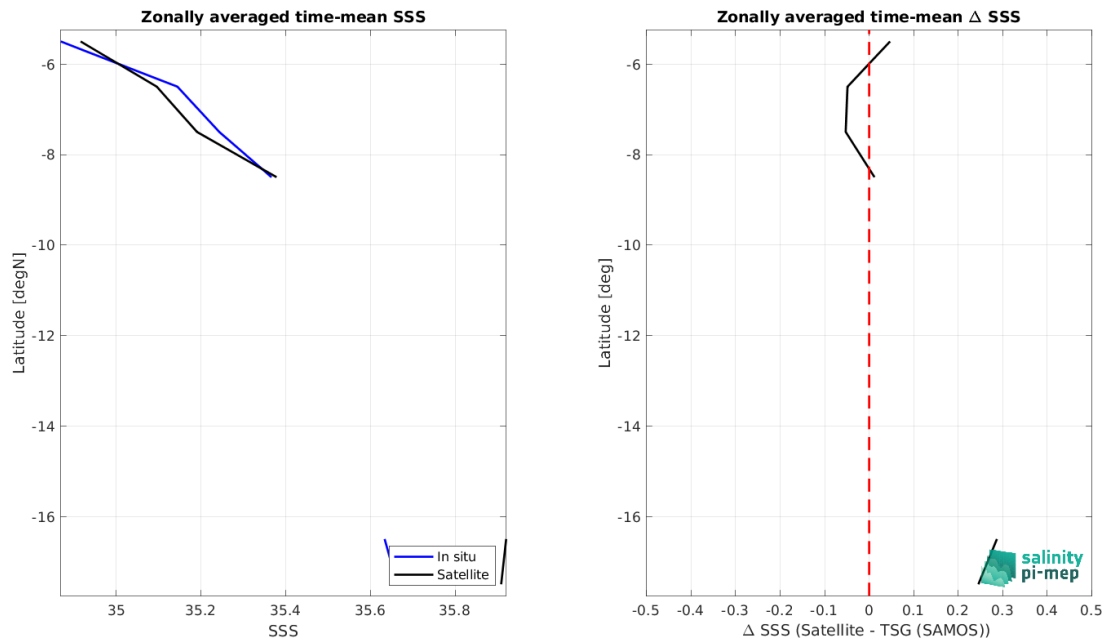 Zonally averaged time-mean SSS
-6
-8
-10
-12
-14
-16
Latitude [degN]
35
35.2
35.4
35.6
35.8
SSS
In situ
Satellite
Zonally averaged time-mean Δ SSS
-6
-8
-10
-12
-14
-16
Latitude [deg]
-0.5 -0.4 -0.3 -0.2 -0.1 0 0.1 0.2 0.3 0.4 0.5
Δ SSS (Satellite - TSG (SAMOS))
salinity
pi-mep